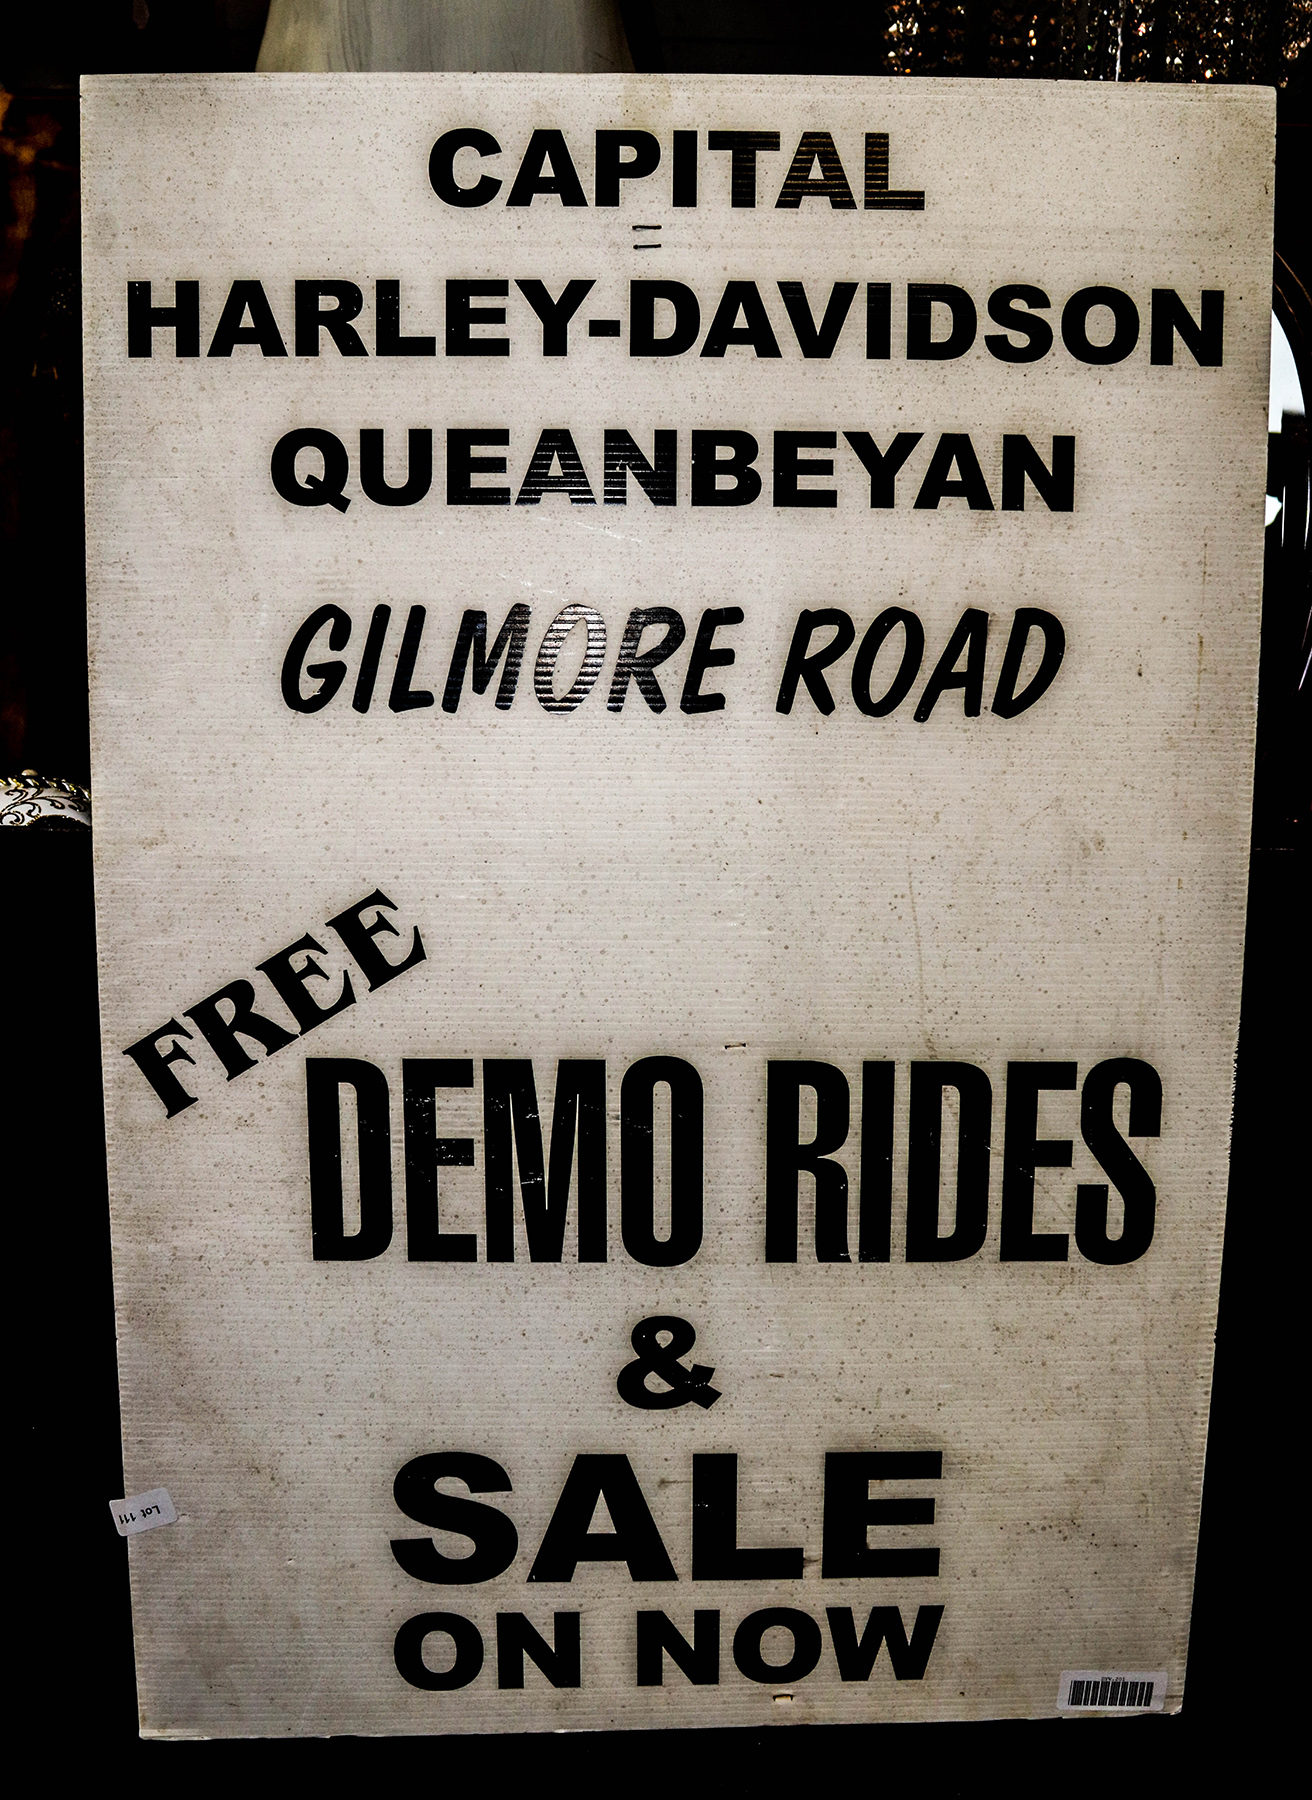 CAPITAL
HARLEY-DAVIDSON
QUEANBEYAN
GILMORE ROAD
FREE
DEMO RIDES
&
SALE
ON NOW
Lot 111